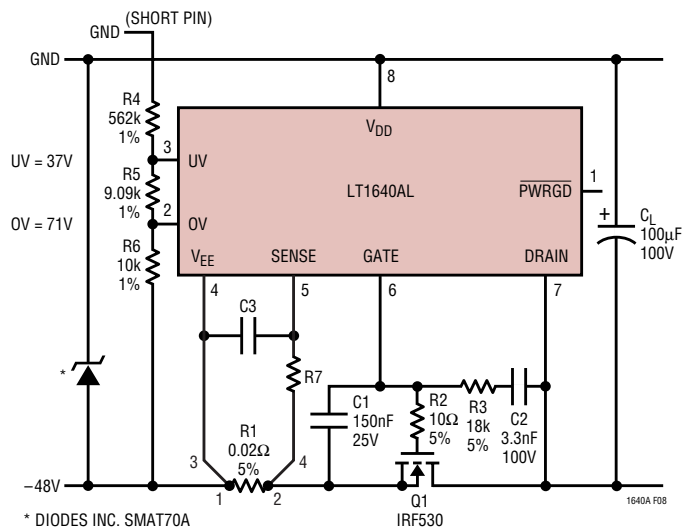 (SHORT PIN)
GND
GND
8
R4
562k
1%
VDD
3
UV
UV = 37V
R5
9.09k
1%
LT1640AL
PWRGD
1
2
OV
OV = 71V
R6
10k
1%
CL
100µF
100V
+
VEE
SENSE
GATE
DRAIN
4
5
6
7
C3
R7
*
C1
150nF
25V
R2
10Ω
5%
R3
18k
5%
C2
3.3nF
100V
R1
0.02Ω
5%
3
4
−48V
1
2
Q1
IRF530
1640A F08
* DIODES INC. SMAT70A